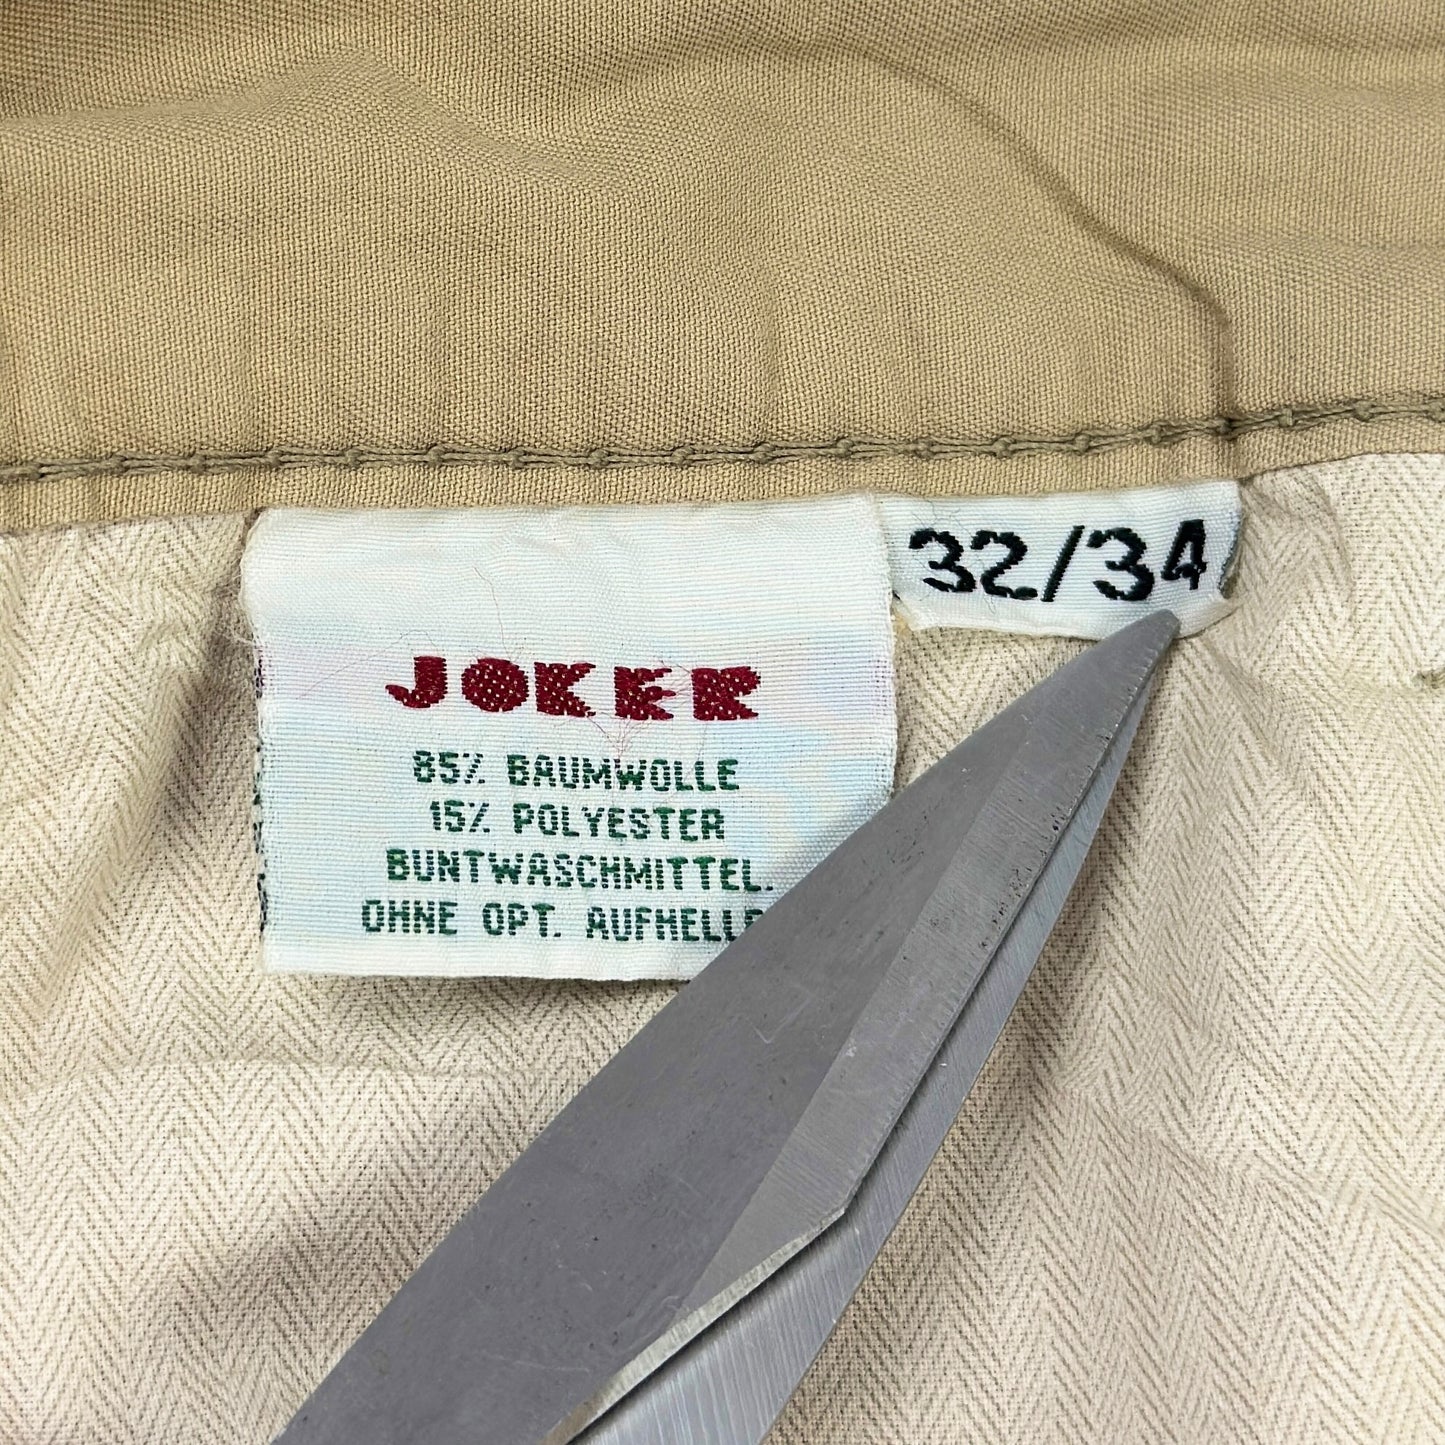 32/34
JOKER
85% BAUMWOLLE
15% POLYESTER
BUNTWASCHMITTEL.
OHNE OPT.